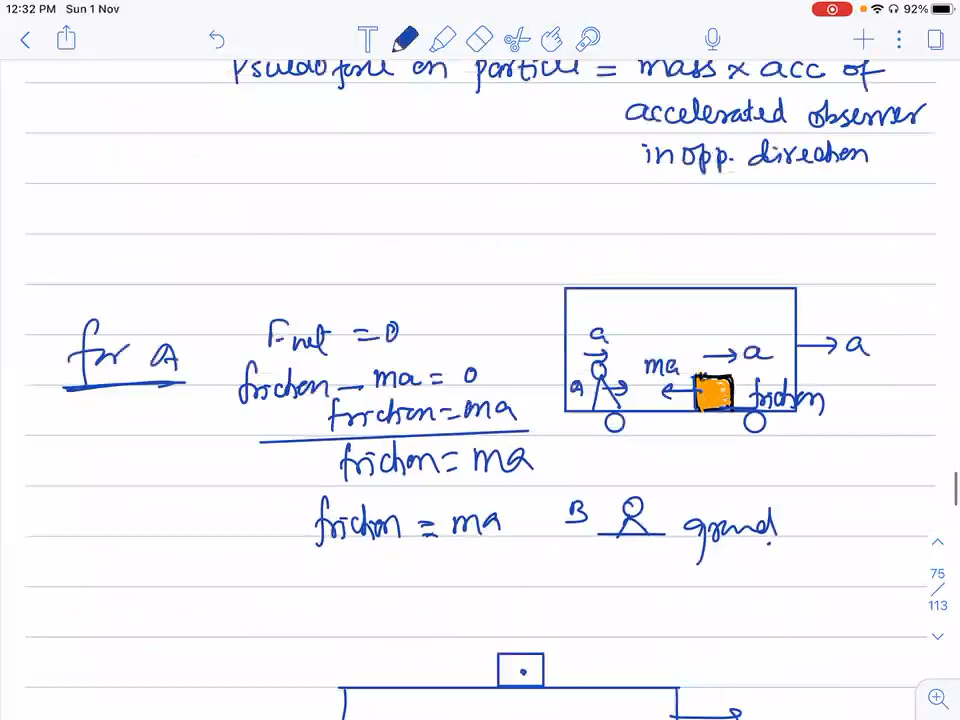 12:32 PM Sun 1 Nov
92%
T
Pseudo force on particle = mass × acc of
accelerated observer
in opp. direction
for A
F net = 0
friction — ma = 0
friction = ma
friction = ma
friction = ma
a
a
A
ma
a
friction
B
ground
75
/
113